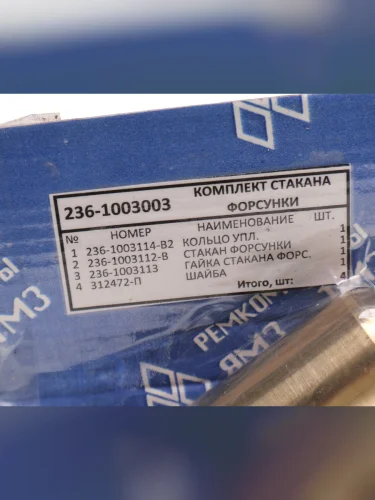 236-1003003 КОМПЛЕКТ СТАКАНА ФОРСУНКИ
№ НОМЕР НАИМЕНОВАНИЕ ШТ.
1 236-1003114-В2 КОЛЬЦО УПЛ. 1
2 236-1003112-В СТАКАН ФОРСУНКИ 1
3 236-1003113 ГАЙКА СТАКАНА ФОРС. 1
4 312472-П ШАЙБА 1
Итого, шт: 4
ЯМЗ
РЕМКОМ
ЯМЗ